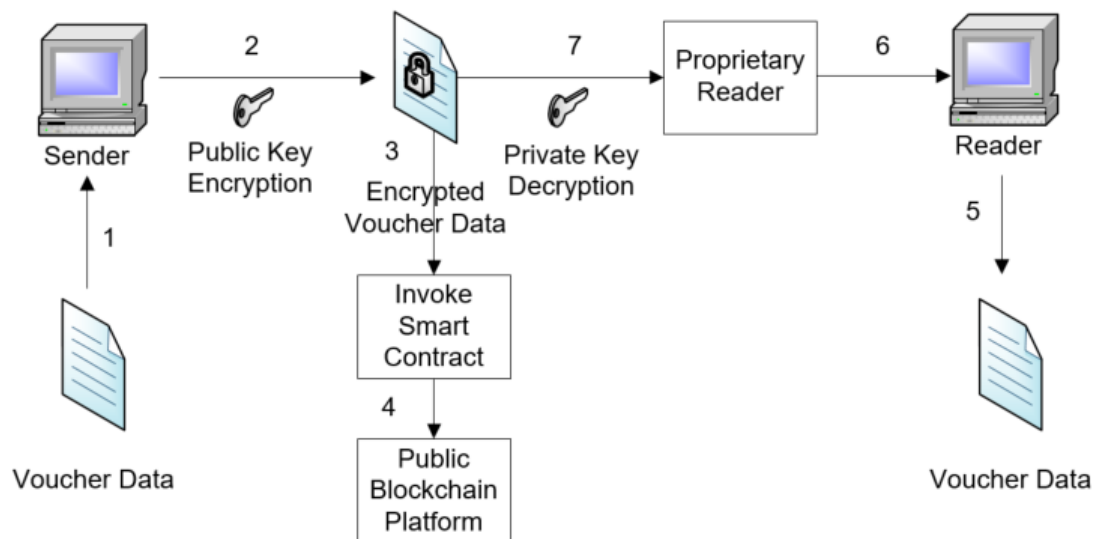 2
7
6
Proprietary
Reader
Sender
Public Key
Encryption
3
Encrypted
Voucher Data
Private Key
Decryption
Reader
1
5
Invoke
Smart
Contract
4
Public
Blockchain
Platform
Voucher Data
Voucher Data